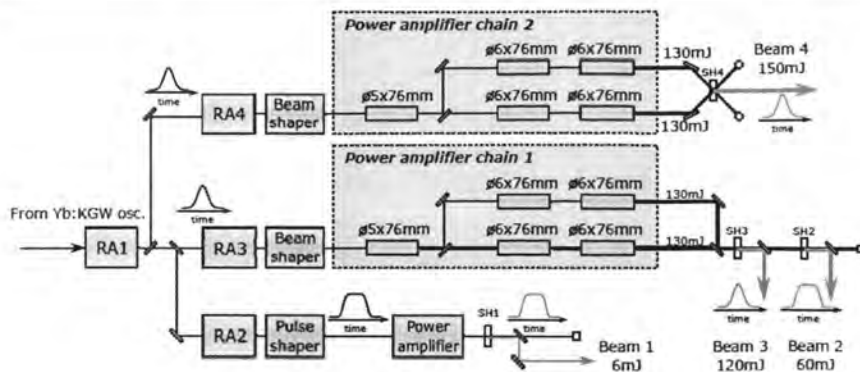 Power amplifier chain 2
ø6x76mm ø6x76mm
130mJ
Beam 4
150mJ
SH4
time
RA4
Beam shaper
ø5x76mm
ø6x76mm ø6x76mm
130mJ
time
Power amplifier chain 1
time
ø6x76mm ø6x76mm
130mJ
From Yb:KGW osc.
RA1
RA3
Beam shaper
ø5x76mm
ø6x76mm ø6x76mm
130mJ
SH3
SH2
time
time
SH1
time
time
RA2
Pulse shaper
Power amplifier
Beam 1
6mJ
Beam 3
120mJ
Beam 2
60mJ